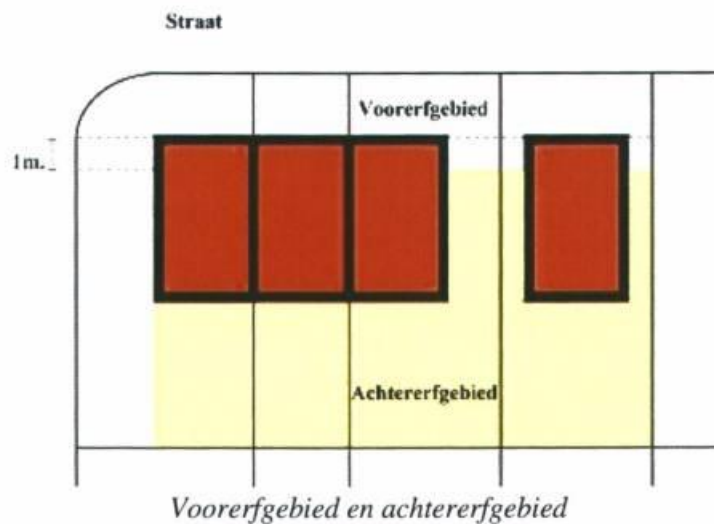 Straat
Voorerfgebied
1m.
Achtererfgebied
Voorerfgebied en achtererfgebied